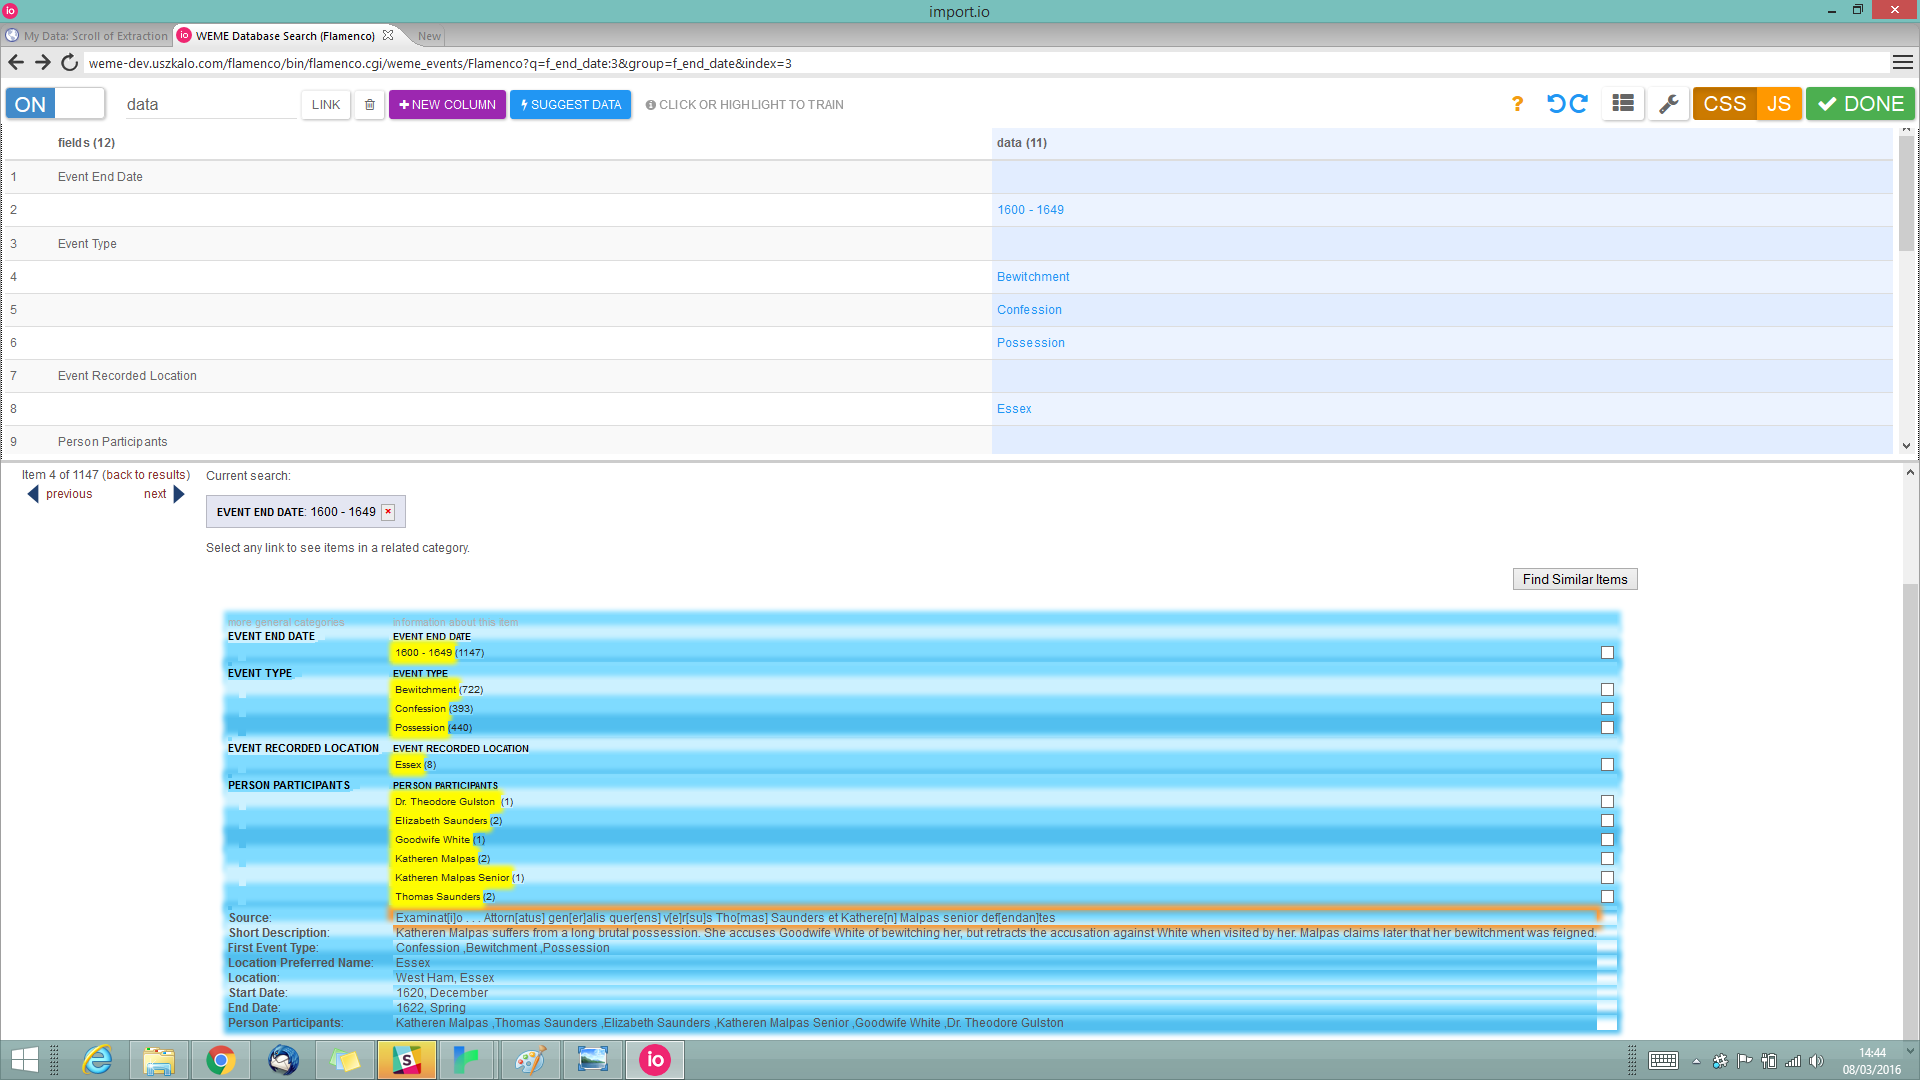 import.io
io
My Data: Scroll of Extraction
io WEME Database Search (Flamenco)
New
weme-dev.uszkalo.com/flamenco/bin/flamenco.cgi/weme_events/Flamenco?q=f_end_date:3&group=f_end_date&index=3
ON data LINK + NEW COLUMN SUGGEST DATA CLICK OR HIGHLIGHT TO TRAIN ? CSS JS DONE
fields (12) data (11)
1 Event End Date
2 1600 - 1649
3 Event Type
4 Bewitchment
5 Confession
6 Possession
7 Event Recorded Location
8 Essex
9 Person Participants
Item 4 of 1147 (back to results) Current search:
previous next
EVENT END DATE: 1600 - 1649 ×
Select any link to see items in a related category.
Find Similar Items
more general categories information about this item
EVENT END DATE EVENT END DATE
1600 - 1649 (1147)
EVENT TYPE EVENT TYPE
Bewitchment (722)
Confession (393)
Possession (440)
EVENT RECORDED LOCATION EVENT RECORDED LOCATION
Essex (8)
PERSON PARTICIPANTS PERSON PARTICIPANTS
Dr. Theodore Gulston (1)
Elizabeth Saunders (2)
Goodwife White (1)
Katheren Malpas (2)
Katheren Malpas Senior (1)
Thomas Saunders (2)
Source: Examinat[i]o . . . Attorn[atus] gen[er]alis quer[ens] v[e]r[su]s Tho[mas] Saunders et Kathere[n] Malpas senior def[endan]tes
Short Description: Katheren Malpas suffers from a long brutal possession. She accuses Goodwife White of bewitching her, but retracts the accusation against White when visited by her. Malpas claims later that her bewitchment was feigned.
First Event Type: Confession ,Bewitchment ,Possession
Location Preferred Name: Essex
Location: West Ham, Essex
Start Date: 1620, December
End Date: 1622, Spring
Person Participants: Katheren Malpas ,Thomas Saunders ,Elizabeth Saunders ,Katheren Malpas Senior ,Goodwife White ,Dr. Theodore Gulston
io
14:44
08/03/2016